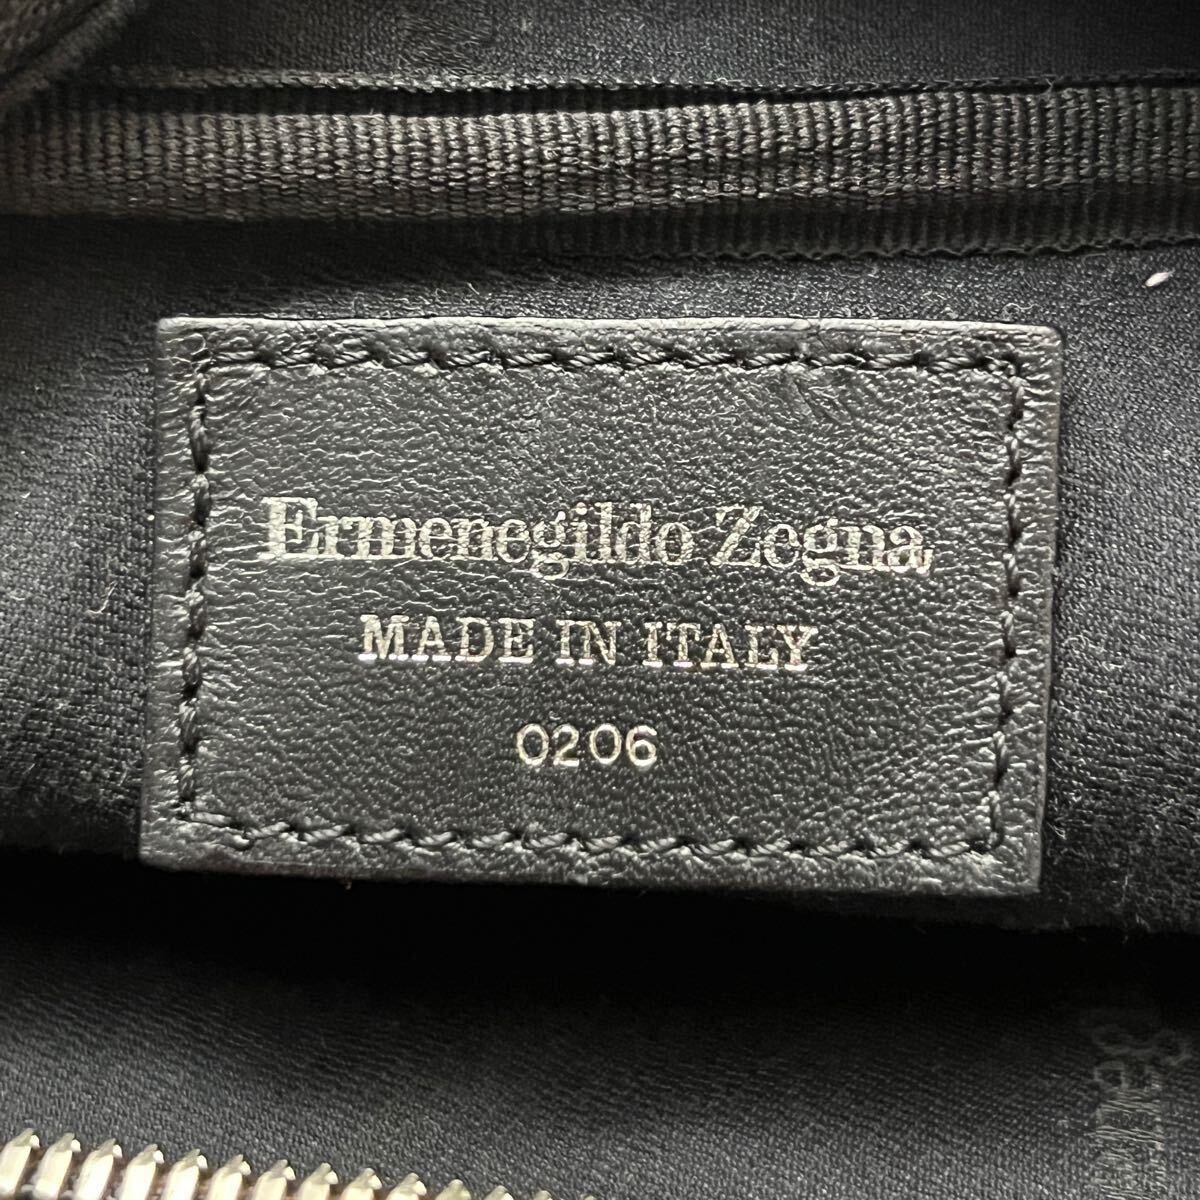 Ermenegildo Zegna
MADE IN ITALY
0206